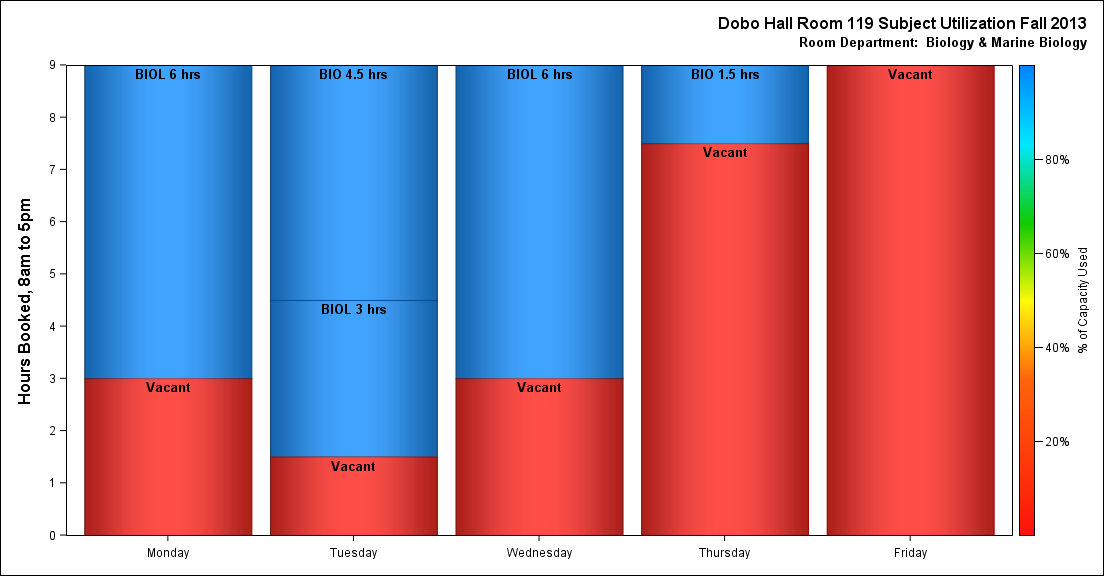 Dobo Hall Room 119 Subject Utilization Fall 2013
Room Department:  Biology & Marine Biology
Hours Booked, 8am to 5pm
9
8
7
6
5
4
3
2
1
0
BIOL 6 hrs
Vacant
BIO 4.5 hrs
BIOL 3 hrs
Vacant
BIOL 6 hrs
Vacant
BIO 1.5 hrs
Vacant
Vacant
Monday
Tuesday
Wednesday
Thursday
Friday
80%
60%
40%
20%
% of Capacity Used